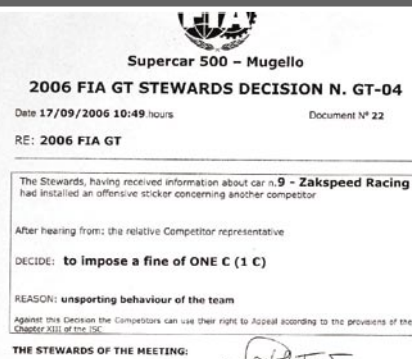 FIA
Supercar 500 – Mugello
2006 FIA GT STEWARDS DECISION N. GT-04
Date 17/09/2006 10:49 hours Document Nº 22
RE: 2006 FIA GT
The Stewards, having received information about car n.9 - Zakspeed Racing
had installed an offensive sticker concerning another competitor
After hearing from: the relative Competitor representative
DECIDE: to impose a fine of ONE € (1 €)
REASON: unsporting behaviour of the team
Against this Decision the Competitors can use their right to Appeal according to the provisions of the
Chapter XIII of the ISC
THE STEWARDS OF THE MEETING: